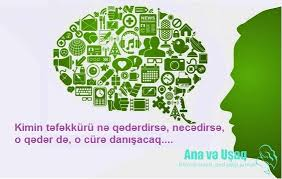 Kimin təfəkkürü nə qədərdirsə, necədirsə,
o qədər də, o cürə danışacaq....
Ana və Uşaq